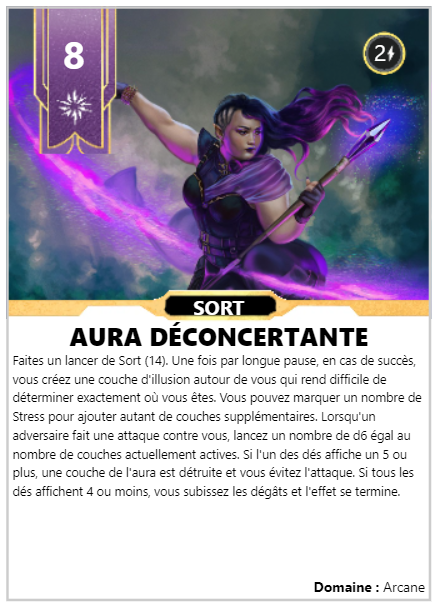 8
2
SORT
AURA DÉCONCERTANTE
Faites un lancer de Sort (14). Une fois par longue pause, en cas de succès,
vous créez une couche d'illusion autour de vous qui rend difficile de
déterminer exactement où vous êtes. Vous pouvez marquer un nombre de
Stress pour ajouter autant de couches supplémentaires. Lorsqu'un
adversaire fait une attaque contre vous, lancez un nombre de d6 égal au
nombre de couches actuellement actives. Si l'un des dés affiche un 5 ou
plus, une couche de l'aura est détruite et vous évitez l'attaque. Si tous les
dés affichent 4 ou moins, vous subissez les dégâts et l'effet se termine.
Domaine : Arcane